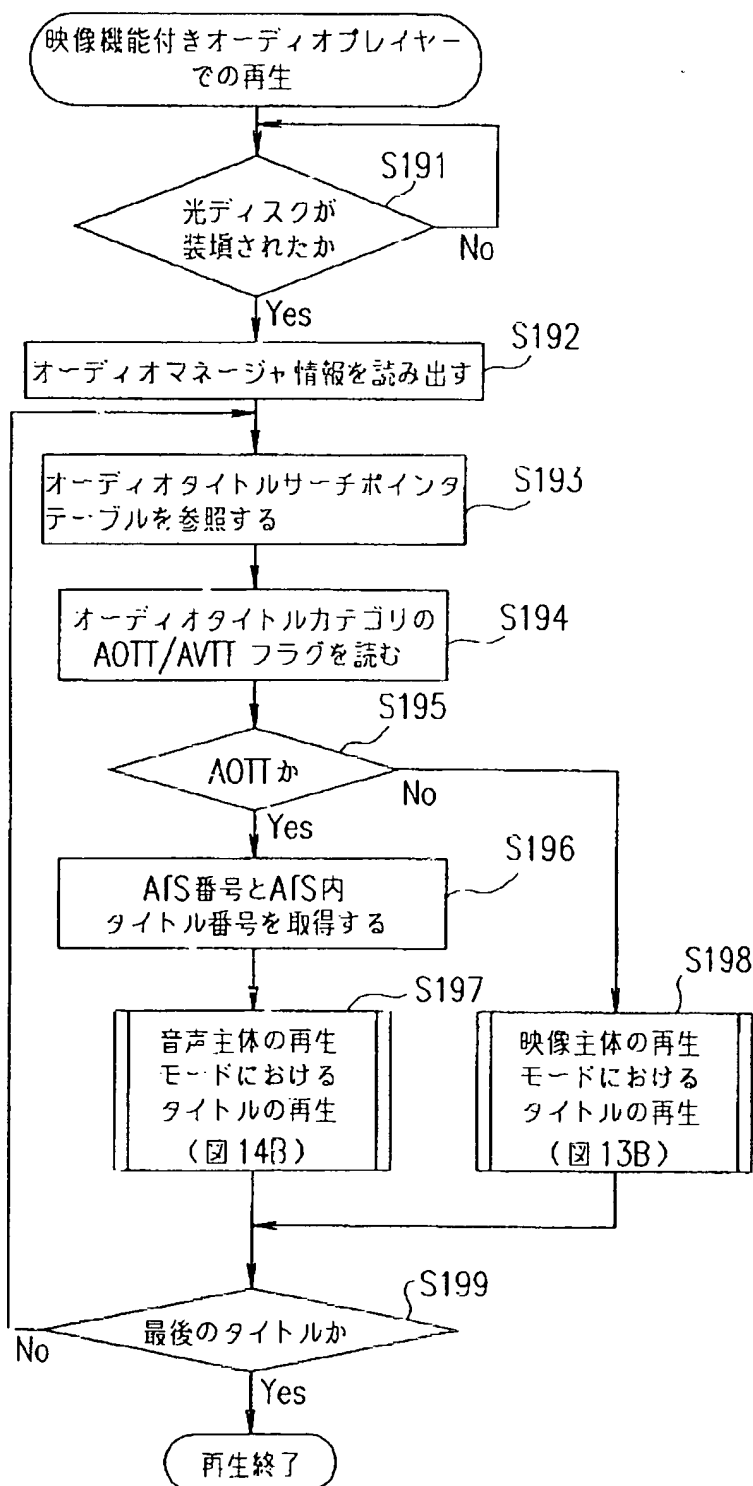 映像機能付きオーディオプレイヤー
での再生
S191
光ディスクが
装填されたか
No
Yes
S192
オーディオマネージャ情報を読み出す
S193
オーディオタイトルサーチポインタ
テーブルを参照する
S194
オーディオタイトルカテゴリの
AOTT/AVTT フラグを読む
S195
AOTTか
No
Yes
S196
ATS番号とATS内
タイトル番号を取得する
S197
音声主体の再生
モードにおける
タイトルの再生
(図14B)
S198
映像主体の再生
モードにおける
タイトルの再生
(図13B)
S199
最後のタイトルか
No
Yes
再生終了